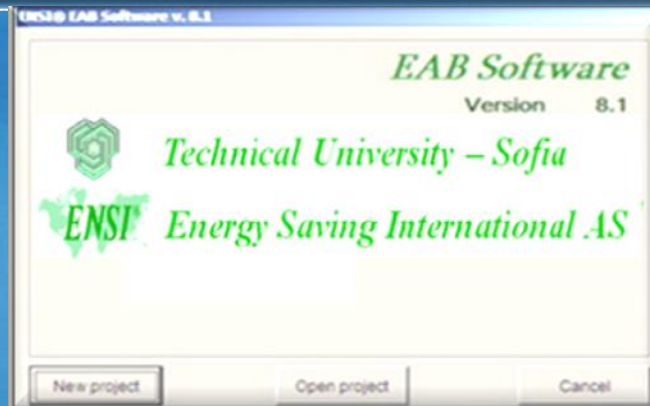 ENSI® EAB Software v. 8.1
EAB Software
Version 8.1
Technical University – Sofia
ENSI® Energy Saving International AS
New project Open project Cancel